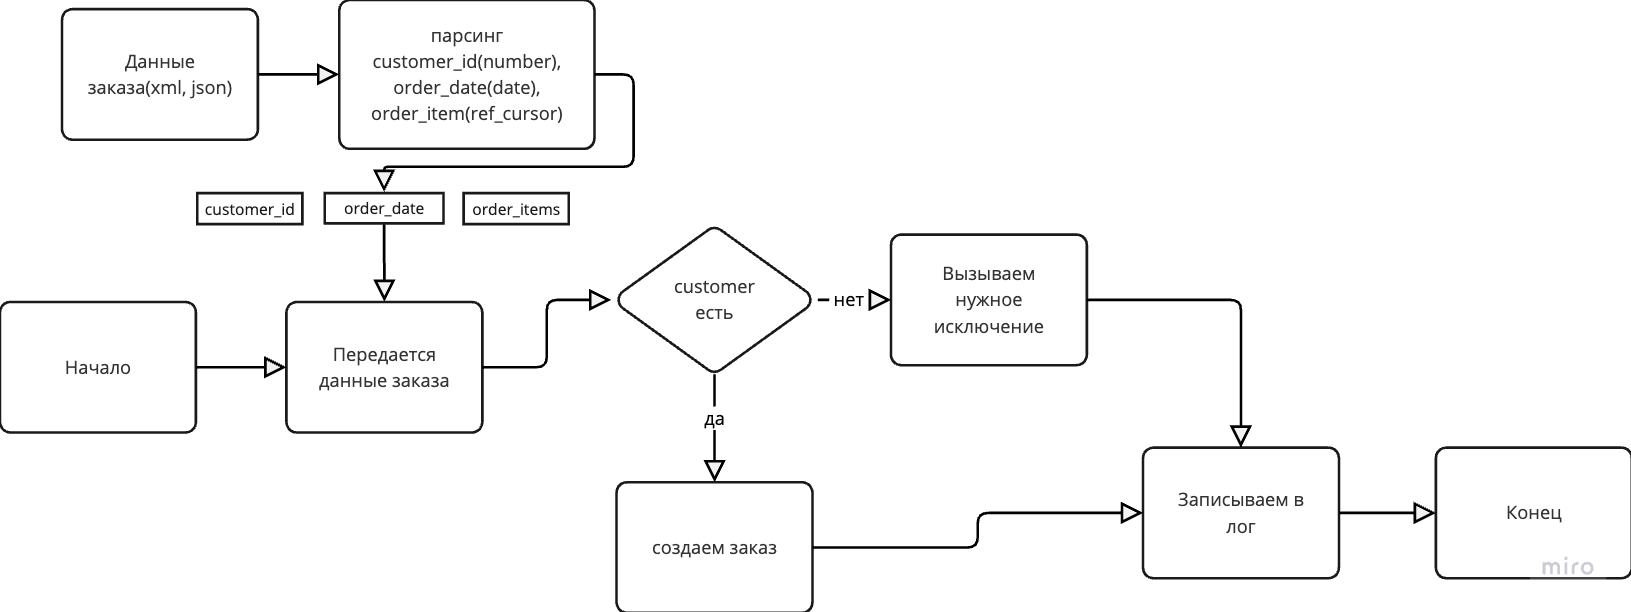 Данные
заказа(xml, json)
парсинг
customer_id(number),
order_date(date),
order_item(ref_cursor)
customer_id
order_date
order_items
Начало
Передается
данные заказа
customer
есть
нет
Вызываем
нужное
исключение
да
создаем заказ
Записываем в
лог
Конец
miro